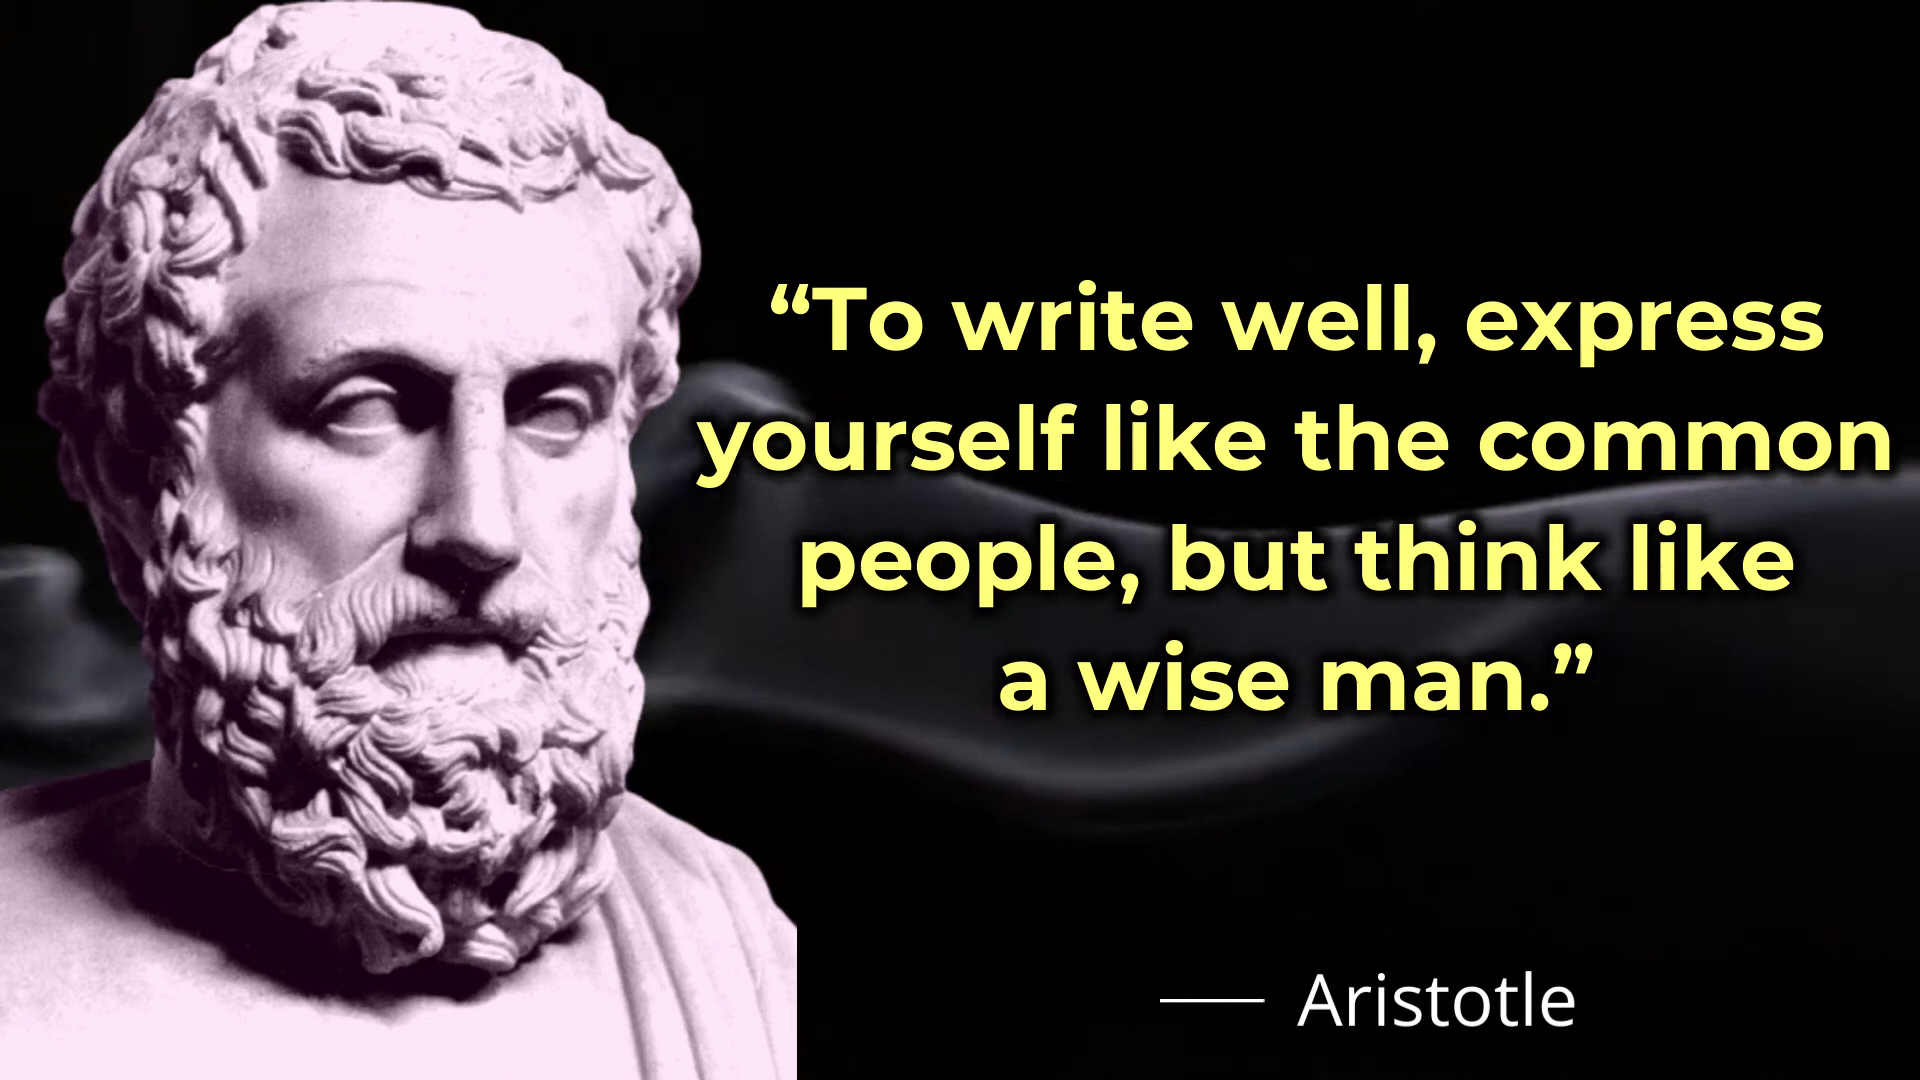 “To write well, express
yourself like the common
people, but think like
a wise man.”
— Aristotle